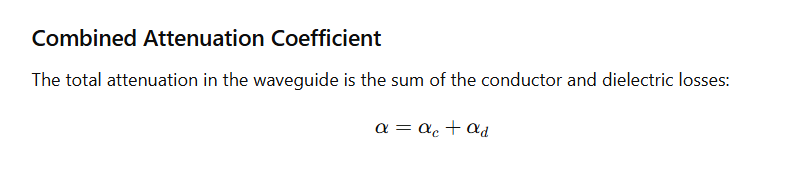 Combined Attenuation Coefficient
The total attenuation in the waveguide is the sum of the conductor and dielectric losses:
α = α_c + α_d